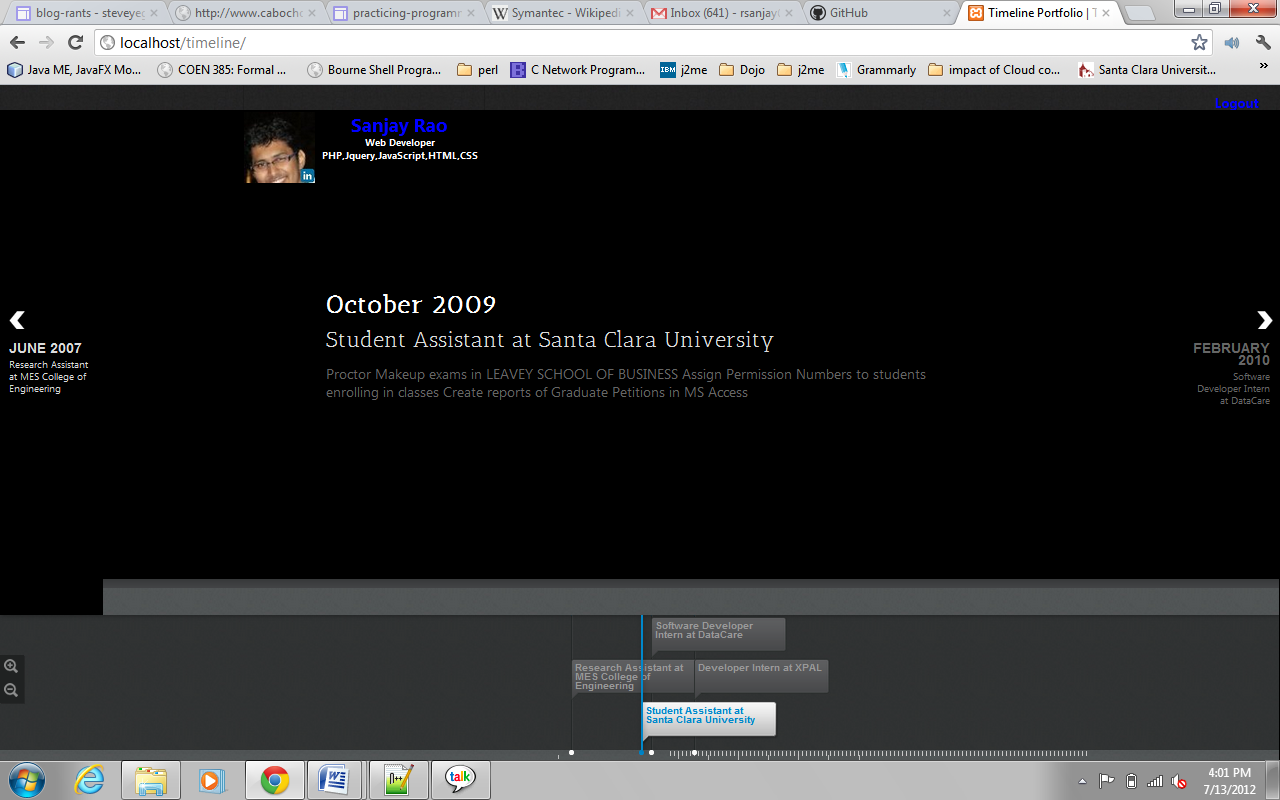 blog-rants - steveyeg
http://www.caboch
practicing-programm
Symantec - Wikipedi
Inbox (641) - rsanjay
GitHub
Timeline Portfolio | T
localhost/timeline/
Java ME, JavaFX Mo...
COEN 385: Formal ...
Bourne Shell Progra...
perl
C Network Program...
IBM
j2me
Dojo
j2me
Grammarly
impact of Cloud co...
Santa Clara Universit...
»
Logout
Sanjay Rao
Web Developer
PHP,Jquery,JavaScript,HTML,CSS
in
October 2009
Student Assistant at Santa Clara University
Proctor Makeup exams in LEAVEY SCHOOL OF BUSINESS Assign Permission Numbers to students
enrolling in classes Create reports of Graduate Petitions in MS Access
JUNE 2007
Research Assistant
at MES College of
Engineering
FEBRUARY
2010
Software
Developer Intern
at DataCare
Software Developer
Intern at DataCare
Research Assistant at
MES College of
Engineering
Developer Intern at XPAL
Student Assistant at
Santa Clara University
talk
4:01 PM
7/13/2012